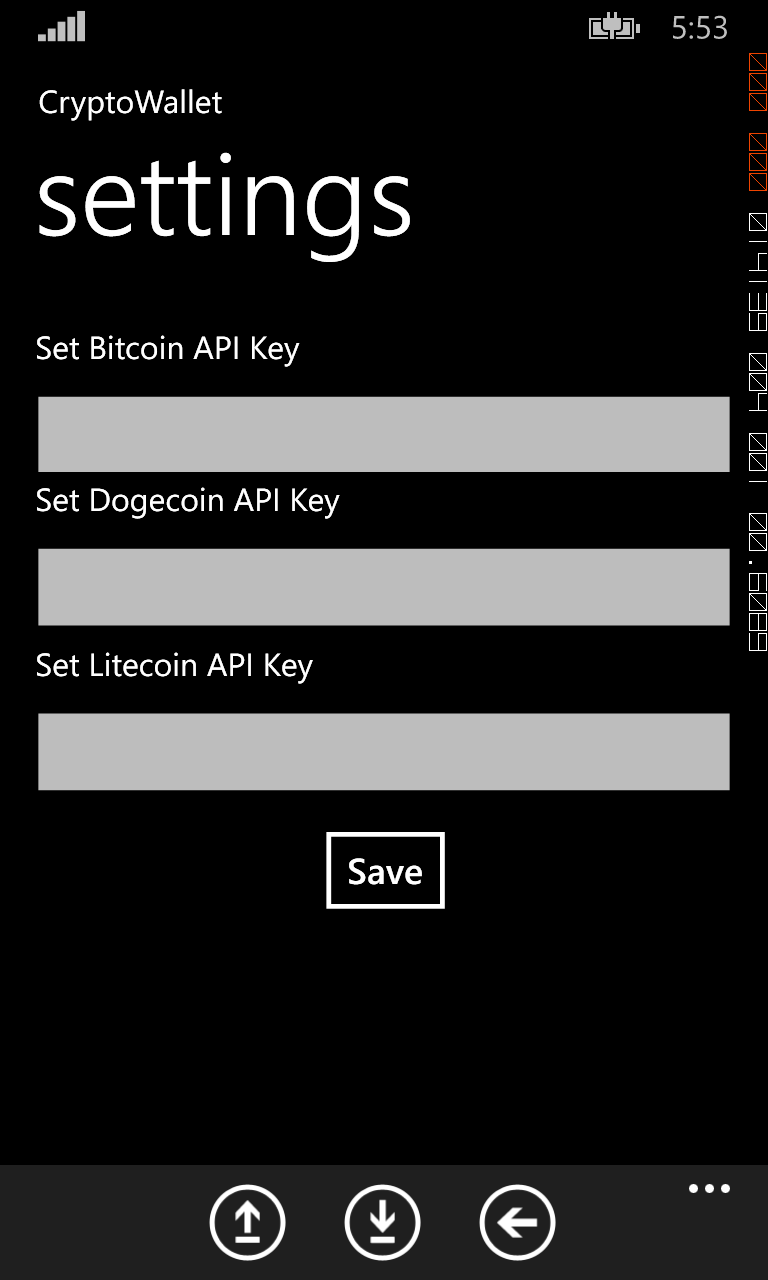 5:53
CryptoWallet
settings
Set Bitcoin API Key
Set Dogecoin API Key
Set Litecoin API Key
Save